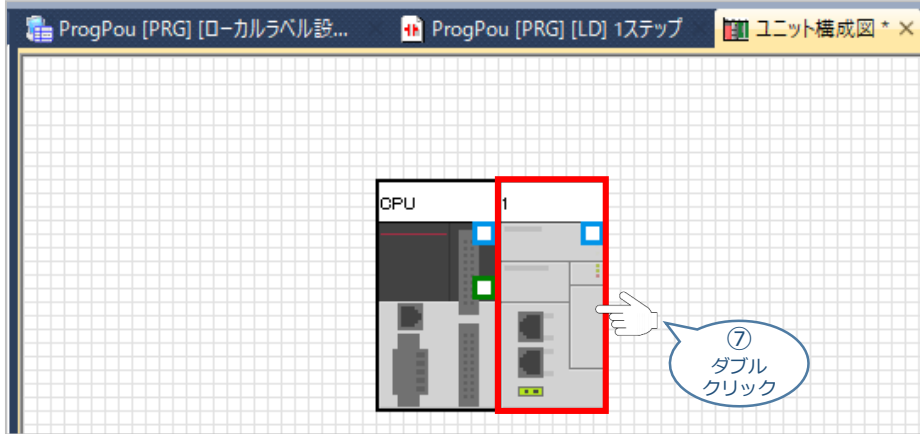 ProgPou [PRG] [ローカルラベル設...
ProgPou [PRG] [LD] 1ステップ
ユニット構成図 *
CPU
1
⑦
ダブル
クリック